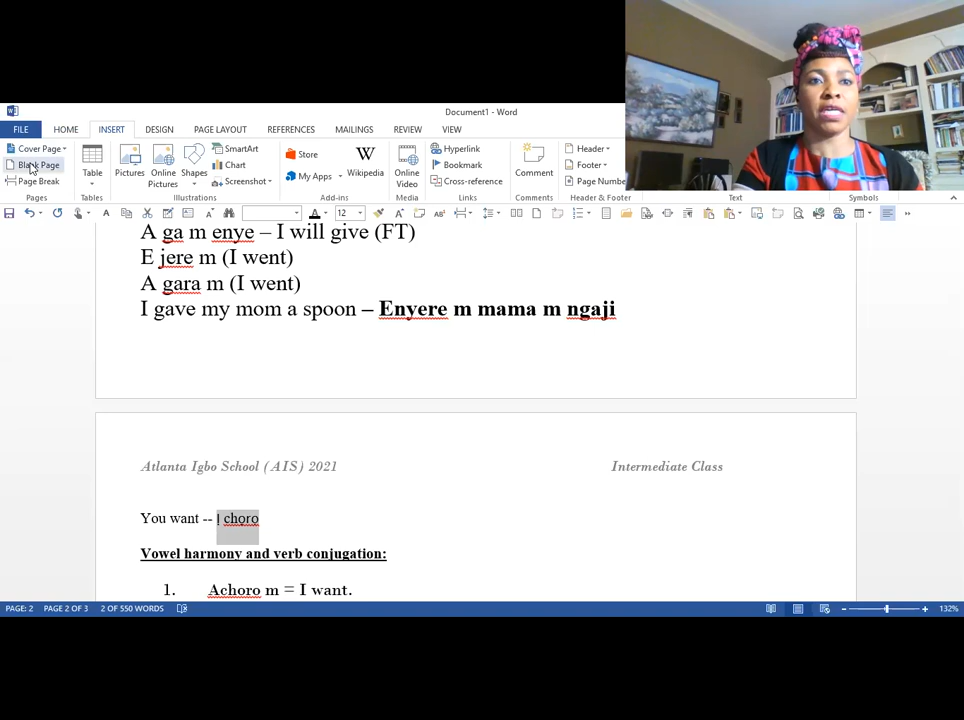 Document1 - Word
FILE HOME INSERT DESIGN PAGE LAYOUT REFERENCES MAILINGS REVIEW VIEW
Cover Page
Blank Page
Page Break
Pages
Table
Tables
Pictures
Online Pictures
Shapes
SmartArt
Chart
Screenshot
Illustrations
Store
My Apps
Wikipedia
Add-ins
Online Video
Media
Hyperlink
Bookmark
Cross-reference
Links
Comment
Comments
Header
Footer
Page Numbe
Header & Footer
Text
Symbols
12
A ga m enye – I will give (FT)
E jere m (I went)
A gara m (I went)
I gave my mom a spoon – Enyere m mama m ngaji
Atlanta Igbo School (AIS) 2021 Intermediate Class
You want -- Ị chọrọ
Vowel harmony and verb conjugation:
1. Achoro m = I want.
PAGE: 2 PAGE 2 OF 3 2 OF 550 WORDS
132%